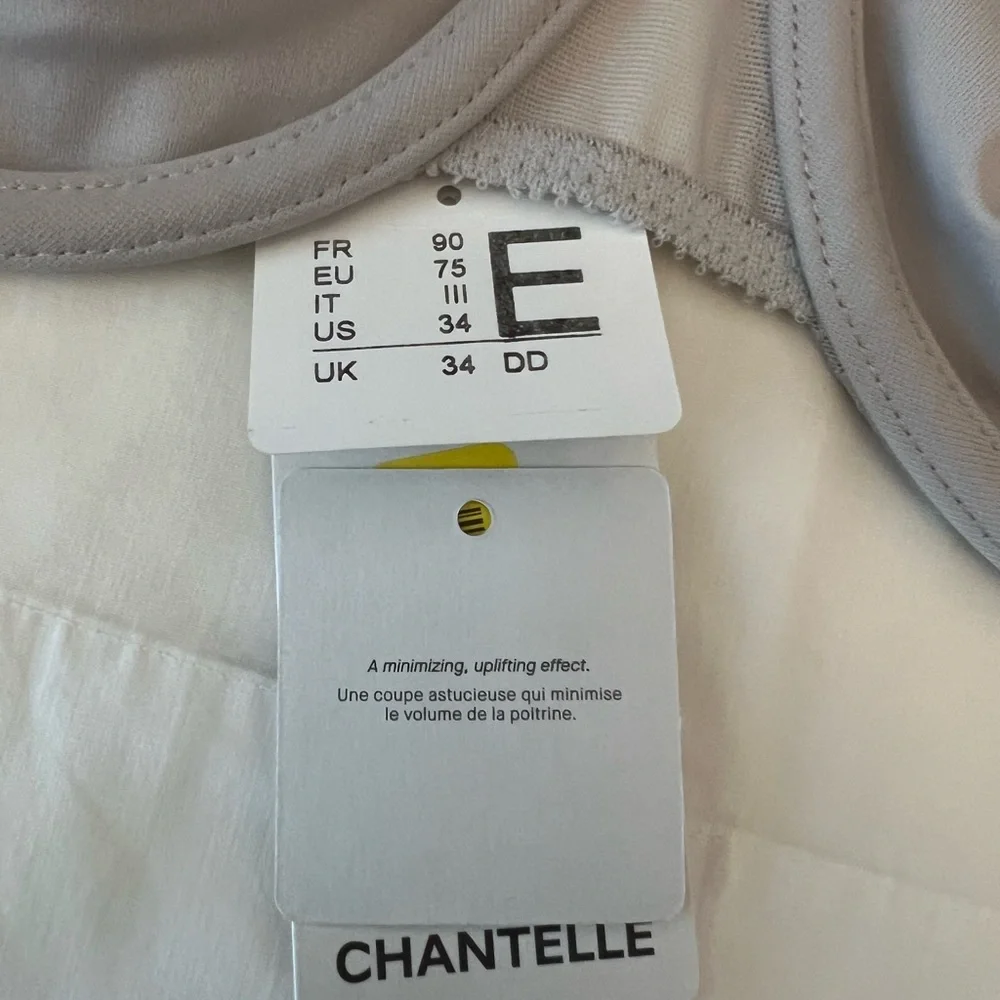 FR 90 E
EU 75
IT III
US 34
UK 34 DD
A minimizing, uplifting effect.
Une coupe astucieuse qui minimise
le volume de la poitrine.
CHANTELLE